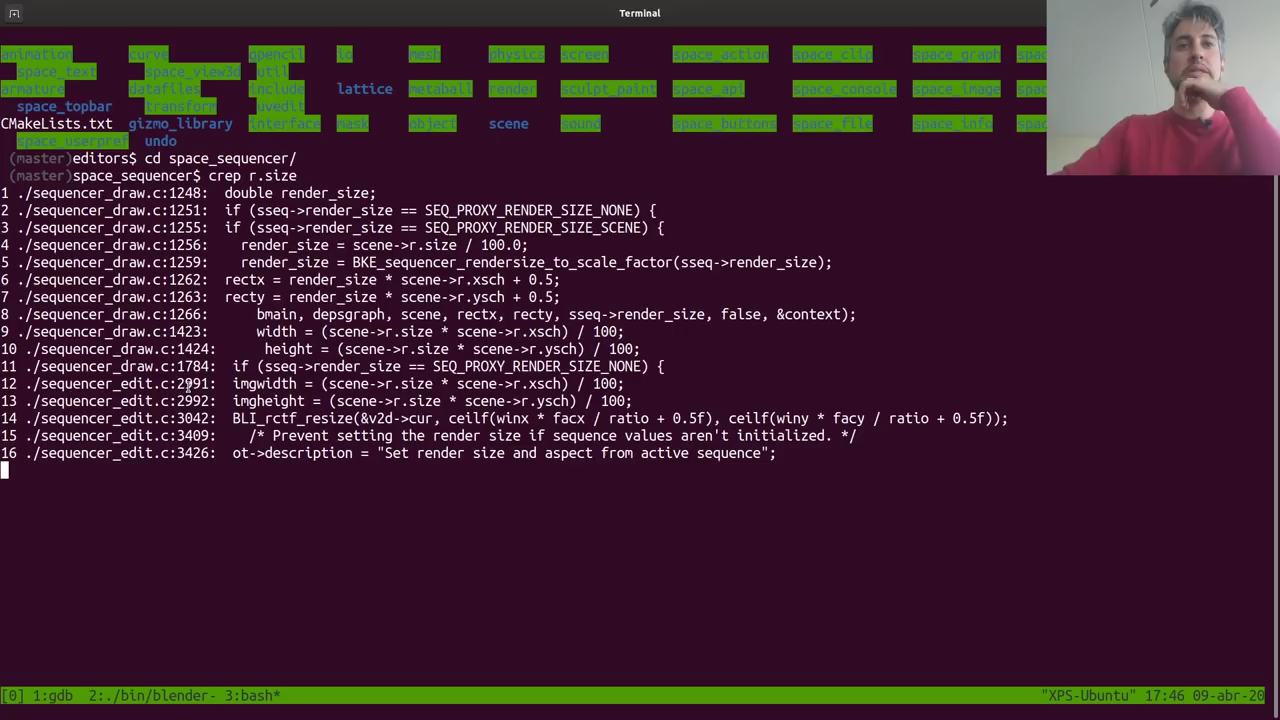 Terminal
animation curve gpencil io mesh physics screen space_action space_clip space_graph spac
space_text space_view3d util
armature datafiles include lattice metaball render sculpt_paint space_api space_console space_image spac
space_topbar transform uvedit
CMakeLists.txt gizmo_library interface mask object scene sound space_buttons space_file space_info spac
space_userpref undo
(master)editors$ cd space_sequencer/
(master)space_sequencer$ crep r.size
1 ./sequencer_draw.c:1248: double render_size;
2 ./sequencer_draw.c:1251: if (sseq->render_size == SEQ_PROXY_RENDER_SIZE_NONE) {
3 ./sequencer_draw.c:1255: if (sseq->render_size == SEQ_PROXY_RENDER_SIZE_SCENE) {
4 ./sequencer_draw.c:1256: render_size = scene->r.size / 100.0;
5 ./sequencer_draw.c:1259: render_size = BKE_sequencer_rendersize_to_scale_factor(sseq->render_size);
6 ./sequencer_draw.c:1262: rectx = render_size * scene->r.xsch + 0.5;
7 ./sequencer_draw.c:1263: recty = render_size * scene->r.ysch + 0.5;
8 ./sequencer_draw.c:1266: bmain, depsgraph, scene, rectx, recty, sseq->render_size, false, &context);
9 ./sequencer_draw.c:1423: width = (scene->r.size * scene->r.xsch) / 100;
10 ./sequencer_draw.c:1424: height = (scene->r.size * scene->r.ysch) / 100;
11 ./sequencer_draw.c:1784: if (sseq->render_size == SEQ_PROXY_RENDER_SIZE_NONE) {
12 ./sequencer_edit.c:2991: imgwidth = (scene->r.size * scene->r.xsch) / 100;
13 ./sequencer_edit.c:2992: imgheight = (scene->r.size * scene->r.ysch) / 100;
14 ./sequencer_edit.c:3042: BLI_rctf_resize(&v2d->cur, ceilf(winx * facx / ratio + 0.5f), ceilf(winy * facy / ratio + 0.5f));
15 ./sequencer_edit.c:3409: /* Prevent setting the render size if sequence values aren't initialized. */
16 ./sequencer_edit.c:3426: ot->description = "Set render size and aspect from active sequence";
[0] 1:gdb 2:./bin/blender- 3:bash* "XPS-Ubuntu" 17:46 09-abr-20